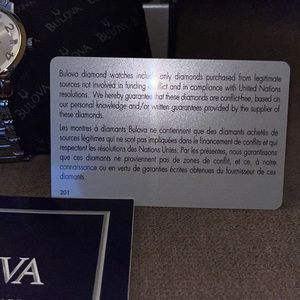 BULOVA
BULOVA
Bulova diamond watches include only diamonds purchased from legitimate
sources not involved in funding conflict and in compliance with United Nations
resolutions. We hereby guarantee that these diamonds are conflict-free, based on
our personal knowledge and/or written guarantees provided by the supplier of
these diamonds.
Les montres à diamants Bulova ne contiennent que des diamants achetés de
sources légitimes qui ne sont pas impliquées dans le financement de conflits et qui
respectent les résolutions des Nations Unies. Par les présentes, nous garantissons
que ces diamants ne proviennent pas de zones de conflit, et ce, à notre
connaissance ou en vertu de garanties écrites obtenues du fournisseur de ces
diamants.
201
OVA